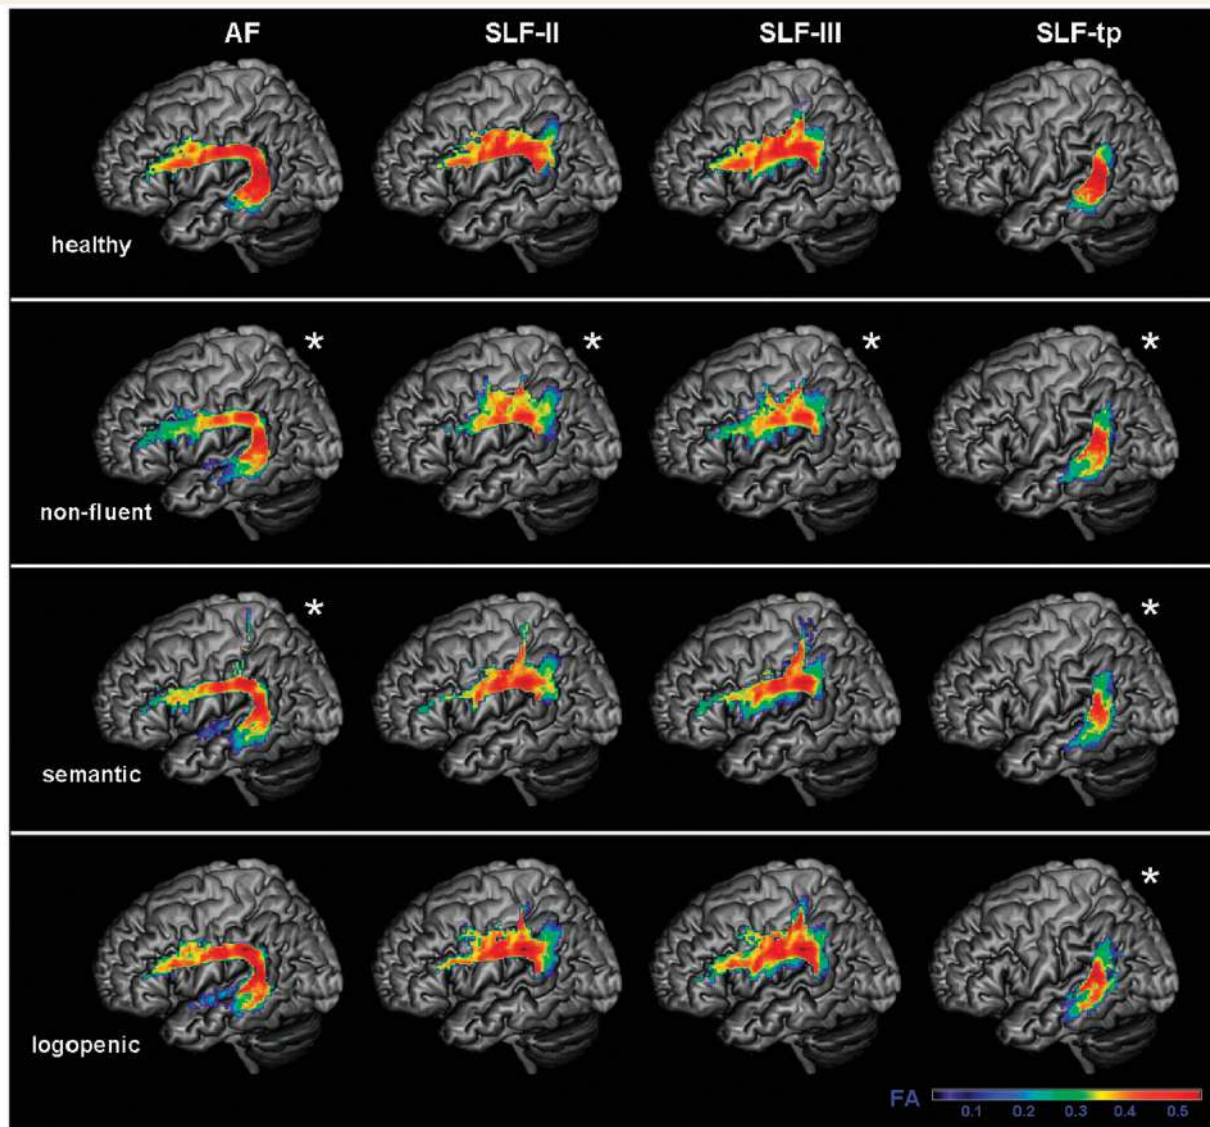 AF SLF-II SLF-III SLF-tp
healthy
* * * *
non-fluent
* *
semantic
*
logopenic
FA
0.1 0.2 0.3 0.4 0.5